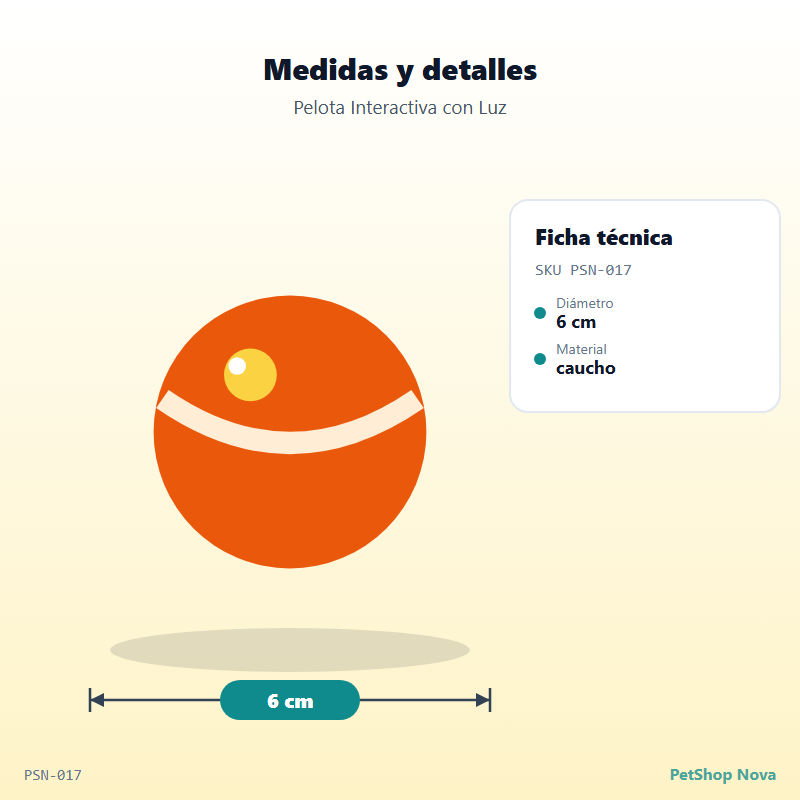 Medidas y detalles
Pelota Interactiva con Luz
Ficha técnica
SKU PSN-017
Diámetro
6 cm
Material
caucho
6 cm
PSN-017
PetShop Nova